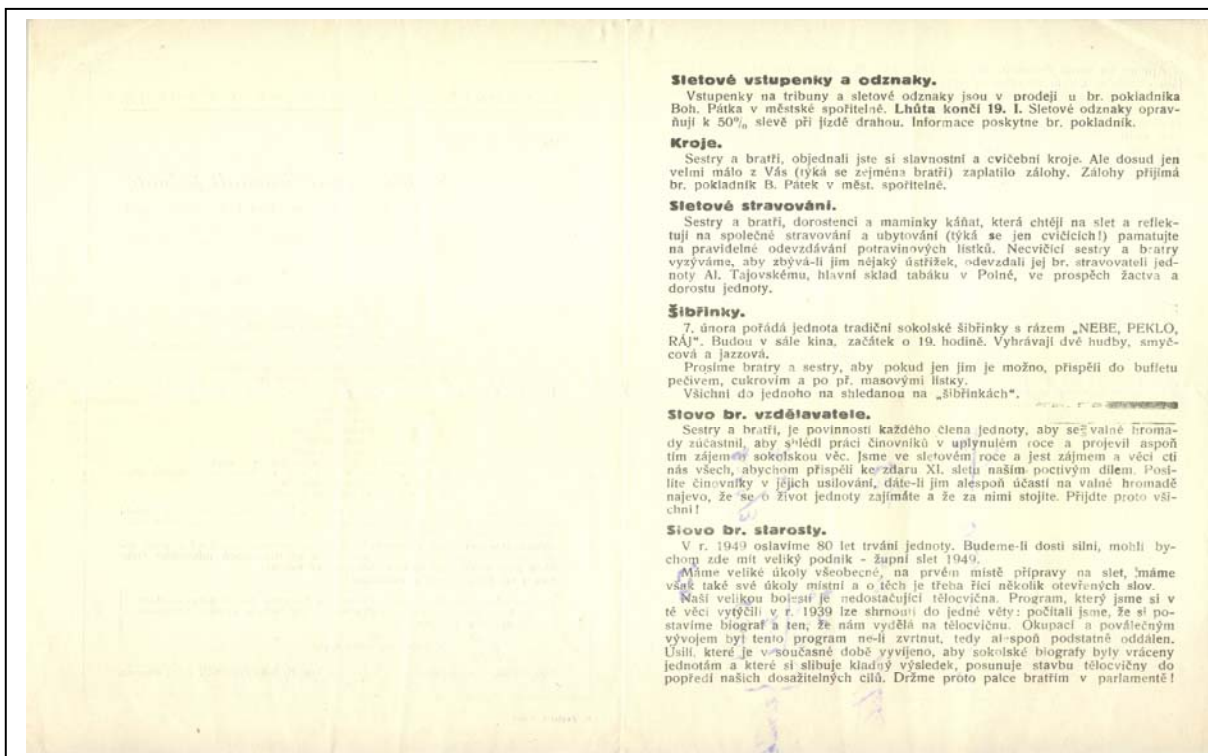 Sletové vstupenky a odznaky.
Vstupenky na tribuny a sletové odznaky jsou v prodeji u br. pokladníka
Boh. Pátka v městské spořitelně. Lhůta končí 19. I. Sletové odznaky oprav-
ňují k 50% slevě při jízdě drahou. Informace poskytne br. pokladník.
Kroje.
Sestry a bratří, objednali jste si slavnostní a cvičební kroje. Ale dosud jen
velmi málo z Vás (týká se zejména bratří) zaplatilo zálohy. Zálohy přijímá
br. pokladník B. Pátek v měst. spořitelně.
Sletové stravování.
Sestry a bratří, dorostenci a maminky káňat, která chtějí na slet a reflek-
tují na společné stravování a ubytování (týká se jen cvičících!) pamatujte
na pravidelné odevzdávání potravinových lístků. Necvičící sestry a bratry
vyzýváme, aby zbývá-li jim nějaký ústřižek, odevzdali jej br. stravovateli jed-
noty Al. Tajovskému, hlavní sklad tabáku v Polné, ve prospěch žactva a
dorostu jednoty.
Šibřinky.
7. února pořádá jednota tradiční sokolské šibřinky s rázem „NEBE, PEKLO,
RÁJ“. Budou v sále kina, začátek o 19. hodině. Vyhrávají dvě hudby, smyč-
cová a jazzová.
Prosíme bratry a sestry, aby pokud jen jim je možno, přispěli do buffetu
pečivem, cukrovím a po př. masovými lístky.
Všichni do jednoho na shledanou na „šibřinkách“.
Slovo br. vzdělavatele.
Sestry a bratří, je povinností každého člena jednoty, aby se valné hroma-
dy zúčastnil, aby shlédl práci činovníků v uplynulém roce a projevil aspoň
tím zájem o sokolskou věc. Jsme ve sletovém roce a jest zájmem a věcí cti
nás všech, abychom přispěli ke zdaru XI. sletu naším poctivým dílem. Posí-
líte činovníky v jejich usilování, dáte-li jim alespoň účastí na valné hromadě
najevo, že se o život jednoty zajímáte a že za nimi stojíte. Přijďte proto vši-
chni!
Slovo br. starosty.
V r. 1949 oslavíme 80 let trvání jednoty. Budeme-li dosti silni, mohli by-
chom zde mít veliký podnik - župní slet 1949.
Máme veliké úkoly všeobecné, na prvém místě přípravy na slet, máme
však také své úkoly místní a o těch je třeba říci několik otevřených slov.
Naší velikou bolestí je nedostačující tělocvična. Program, který jsme si v
té věci vytýčili v r. 1939 lze shrnouti do jedné věty: počítali jsme, že si po-
stavíme biograf a ten, že nám vydělá na tělocvičnu. Okupací a poválečným
vývojem byl tento program ne-li zvrtnut, tedy alespoň podstatně oddálen.
Úsilí, které je v současné době vyvíjeno, aby sokolské biografy byly vráceny
jednotám a které si slibuje kladný výsledek, posunuje stavbu tělocvičny do
popředí našich dosažitelných cílů. Držme proto palce bratřím v parlamentě!